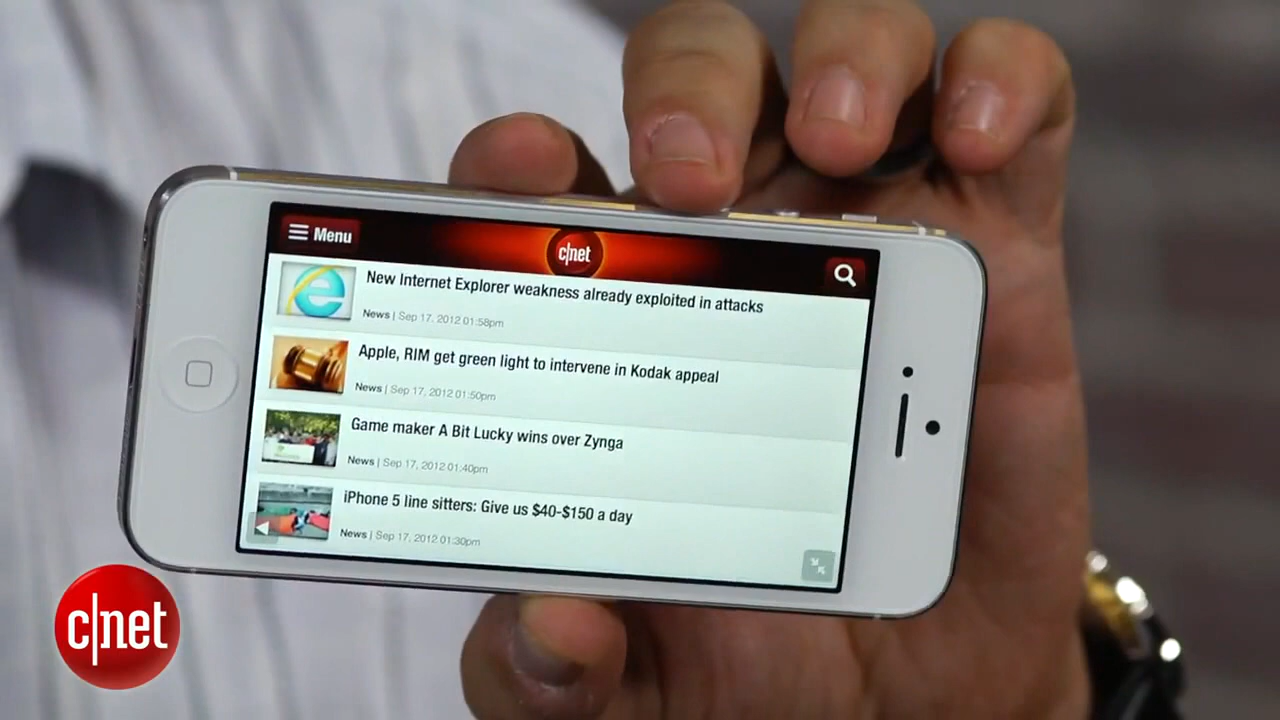 Menu
c|net
New Internet Explorer weakness already exploited in attacks
News | Sep 17, 2012 01:58pm
Apple, RIM get green light to intervene in Kodak appeal
News | Sep 17, 2012 01:50pm
Game maker A Bit Lucky wins over Zynga
News | Sep 17, 2012 01:40pm
iPhone 5 line sitters: Give us $40-$150 a day
News | Sep 17, 2012 01:30pm
c|net